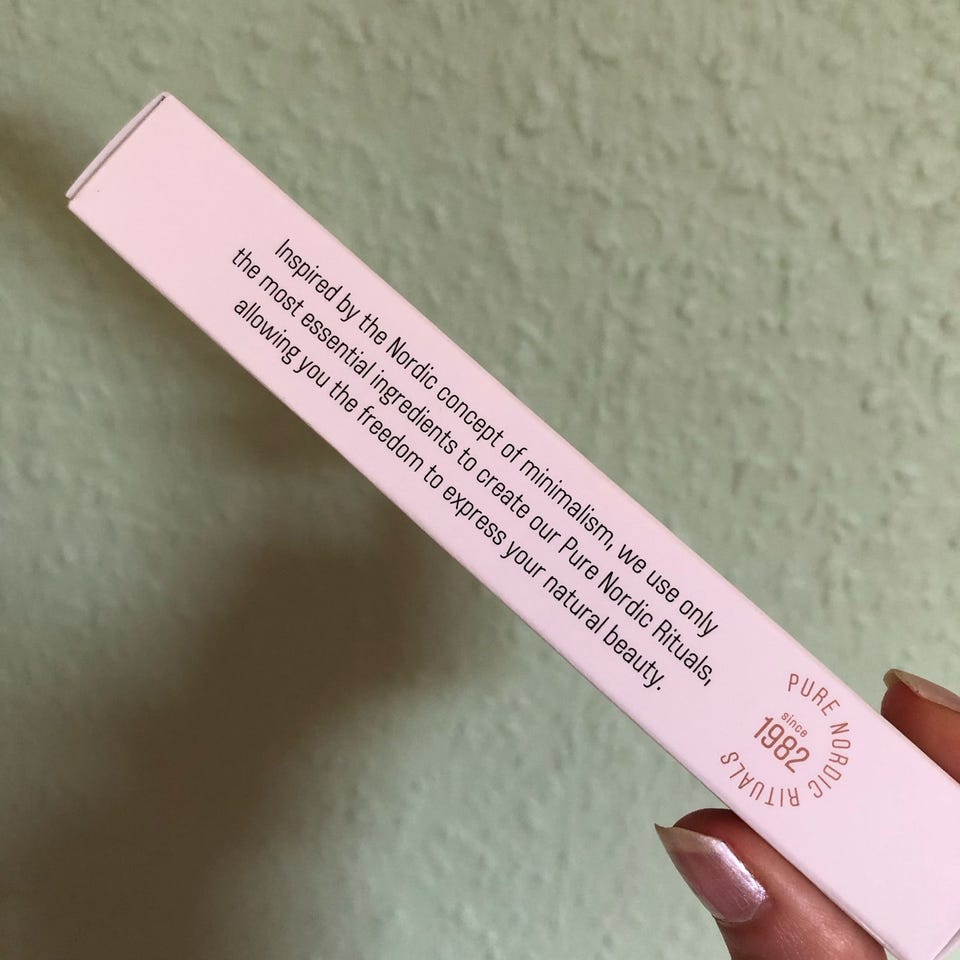 Inspired by the Nordic concept of minimalism, we use only
the most essential ingredients to create our Pure Nordic Rituals,
allowing you the freedom to express your natural beauty.
PURE NORDIC RITUALS
since
1982